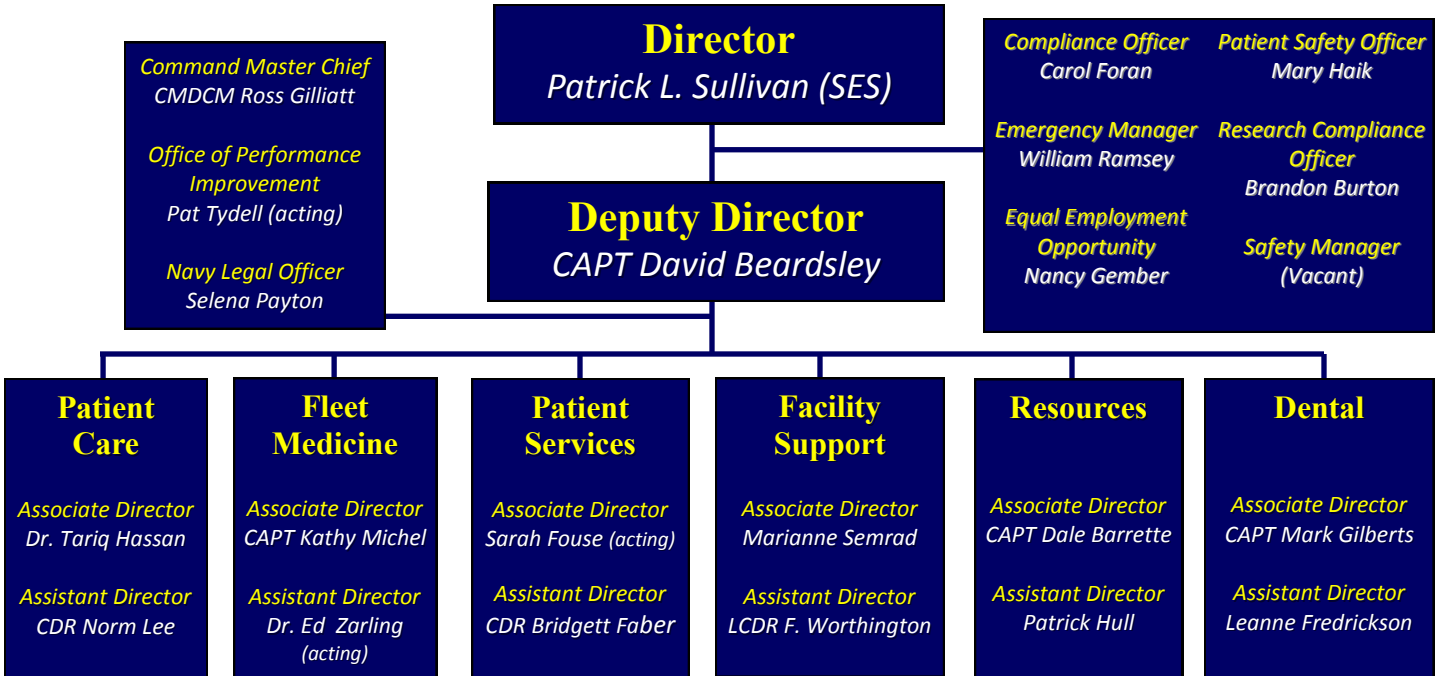 Director
Patrick L. Sullivan (SES)
Command Master Chief
CMDCM Ross Gilliatt
Office of Performance
Improvement
Pat Tydell (acting)
Navy Legal Officer
Selena Payton
Compliance Officer
Carol Foran
Emergency Manager
William Ramsey
Equal Employment
Opportunity
Nancy Gember
Patient Safety Officer
Mary Haik
Research Compliance
Officer
Brandon Burton
Safety Manager
(Vacant)
Deputy Director
CAPT David Beardsley
Patient
Care
Associate Director
Dr. Tariq Hassan
Assistant Director
CDR Norm Lee
Fleet
Medicine
Associate Director
CAPT Kathy Michel
Assistant Director
Dr. Ed Zarling
(acting)
Patient
Services
Associate Director
Sarah Fouse (acting)
Assistant Director
CDR Bridgett Faber
Facility
Support
Associate Director
Marianne Semrad
Assistant Director
LCDR F. Worthington
Resources
Associate Director
CAPT Dale Barrette
Assistant Director
Patrick Hull
Dental
Associate Director
CAPT Mark Gilberts
Assistant Director
Leanne Fredrickson